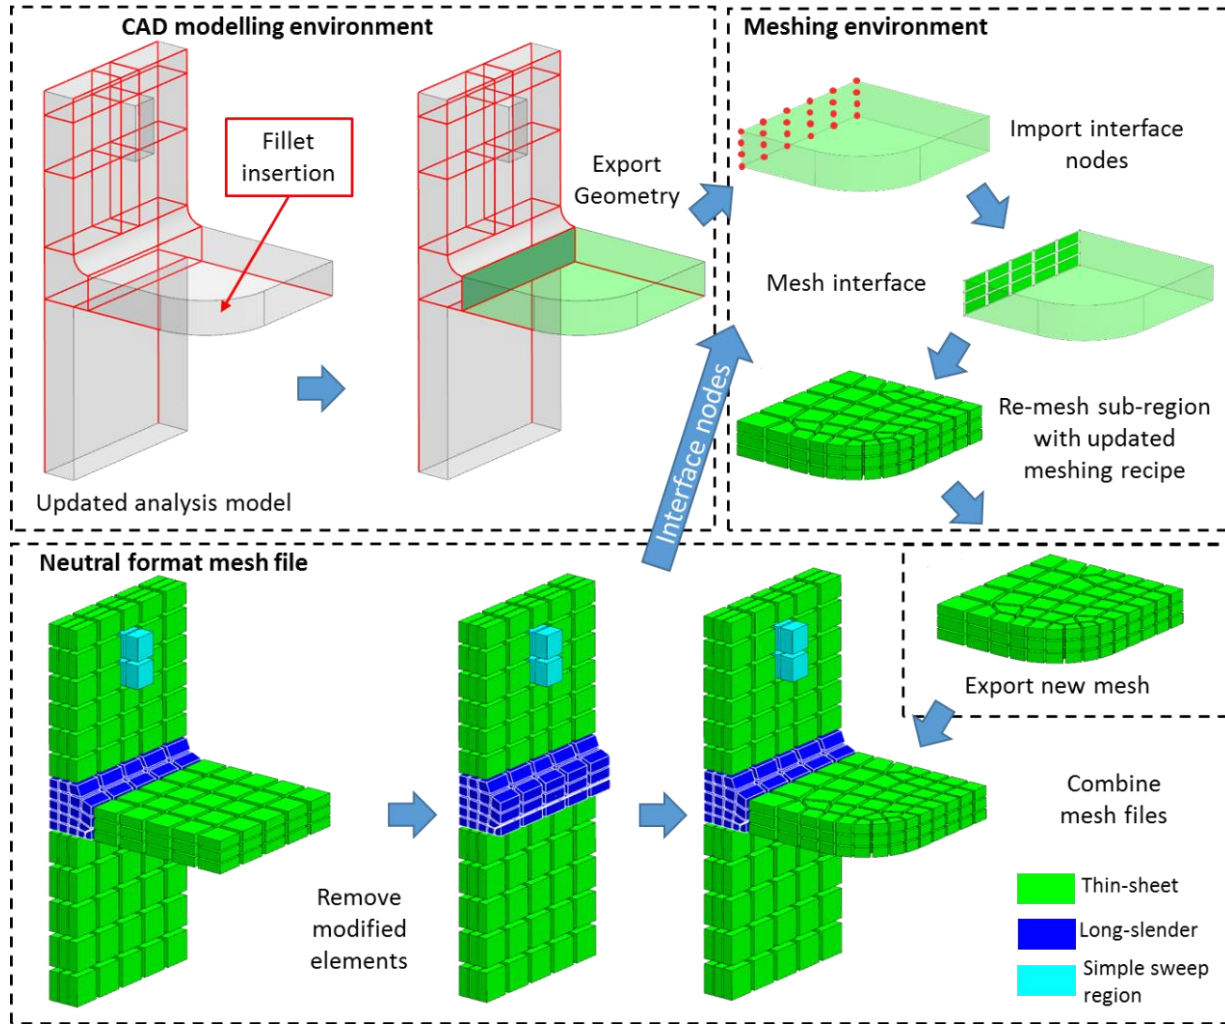 CAD modelling environment
Fillet
insertion
Export
Geometry
Updated analysis model
Meshing environment
Import interface
nodes
Mesh interface
Re-mesh sub-region
with updated
meshing recipe
Interface nodes
Neutral format mesh file
Remove
modified
elements
Export new mesh
Combine
mesh files
Thin-sheet
Long-slender
Simple sweep
region